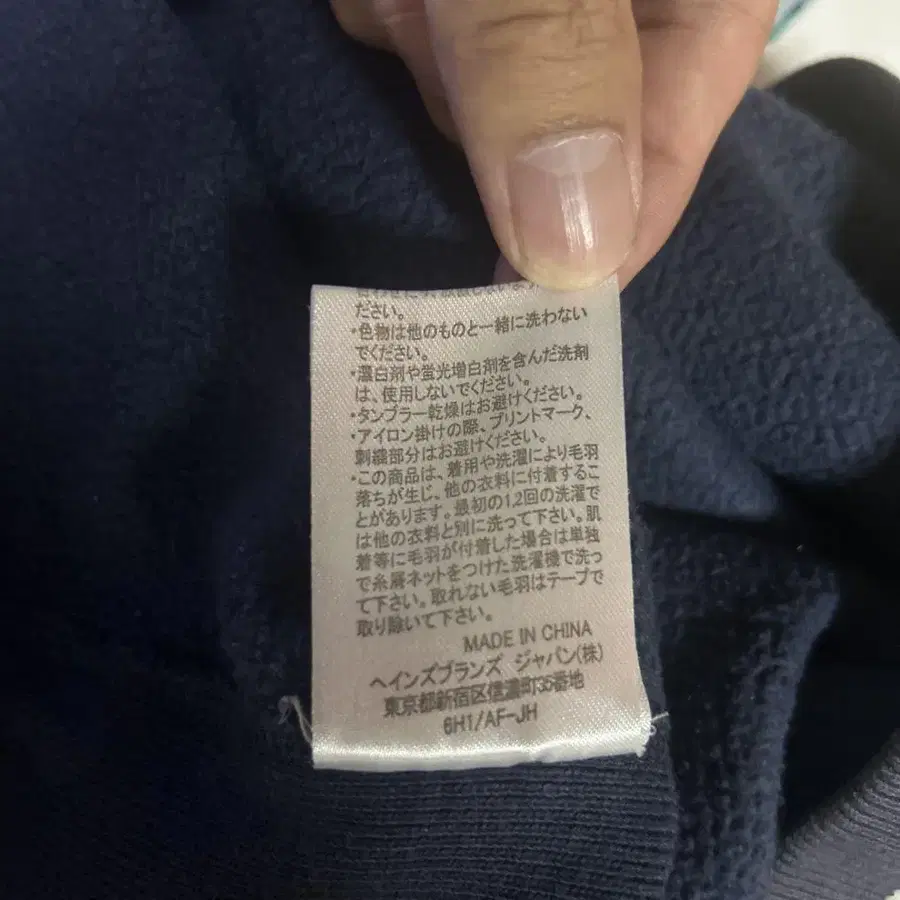 ださい。
・色物は他のものと一緒に洗わない
でください。
・漂白剤や蛍光増白剤を含んだ洗剤
は、使用しないでください。
・タンブラー乾燥はお避けください。
・アイロン掛けの際、プリントマーク、
刺繍部分はお避けください。
・この商品は、着用や洗濯により毛羽
落ちが生じ、他の衣料に付着するこ
とがあります。最初の1,2回の洗濯で
は他の衣料と別に洗って下さい。肌
着等に毛羽が付着した場合は単独
で糸屑ネットをつけた洗濯機で洗っ
て下さい。取れない毛羽はテープで
取り除いて下さい。
MADE IN CHINA
ヘインズブランズ ジャパン(株)
東京都新宿区信濃町35番地
6H1/AF-JH